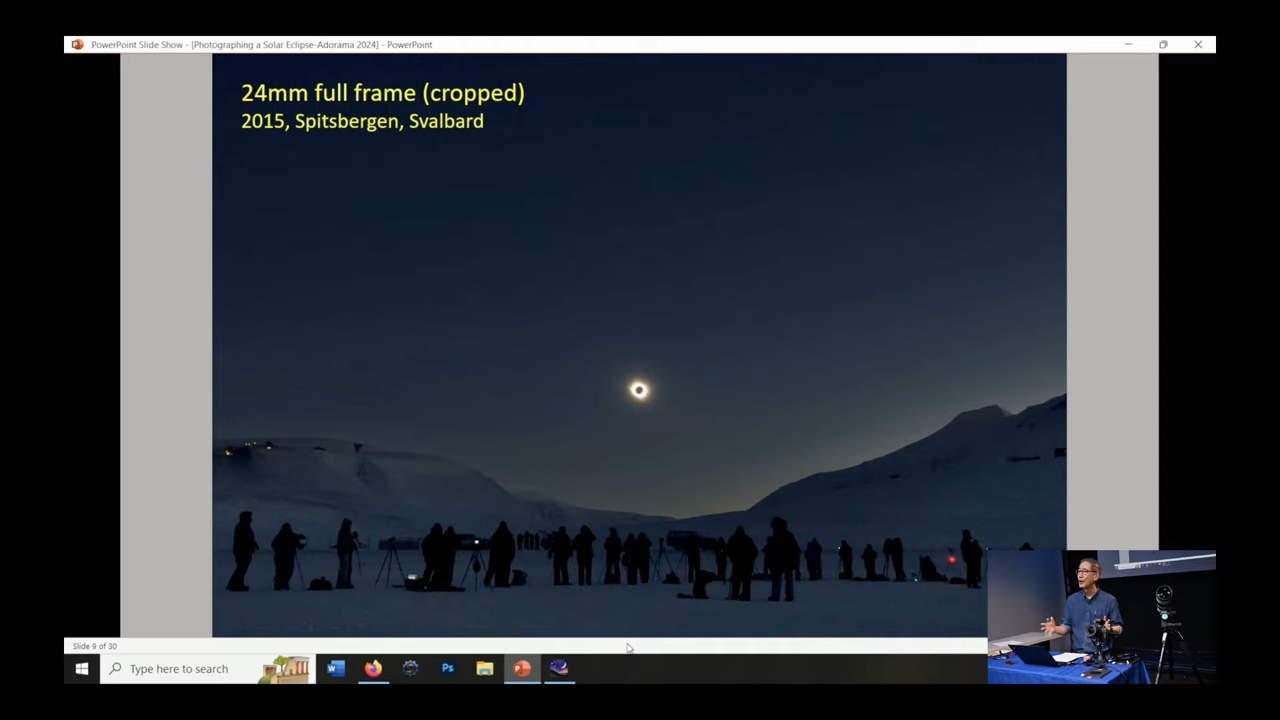 PowerPoint Slide Show - [Photographing a Solar Eclipse-Adorama 2024] - PowerPoint
24mm full frame (cropped)
2015, Spitsbergen, Svalbard
Slide 9 of 30
Type here to search
Ps